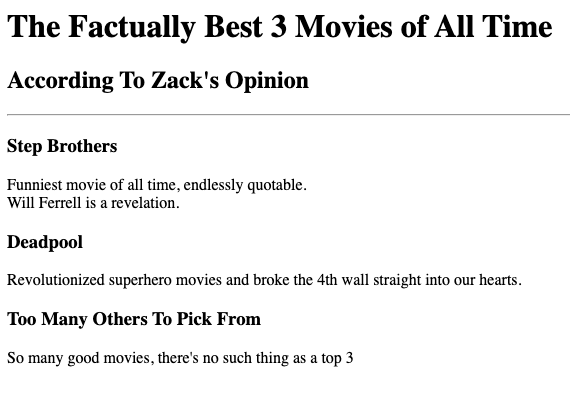 The Factually Best 3 Movies of All Time
According To Zack's Opinion
Step Brothers
Funniest movie of all time, endlessly quotable.
Will Ferrell is a revelation.
Deadpool
Revolutionized superhero movies and broke the 4th wall straight into our hearts.
Too Many Others To Pick From
So many good movies, there's no such thing as a top 3